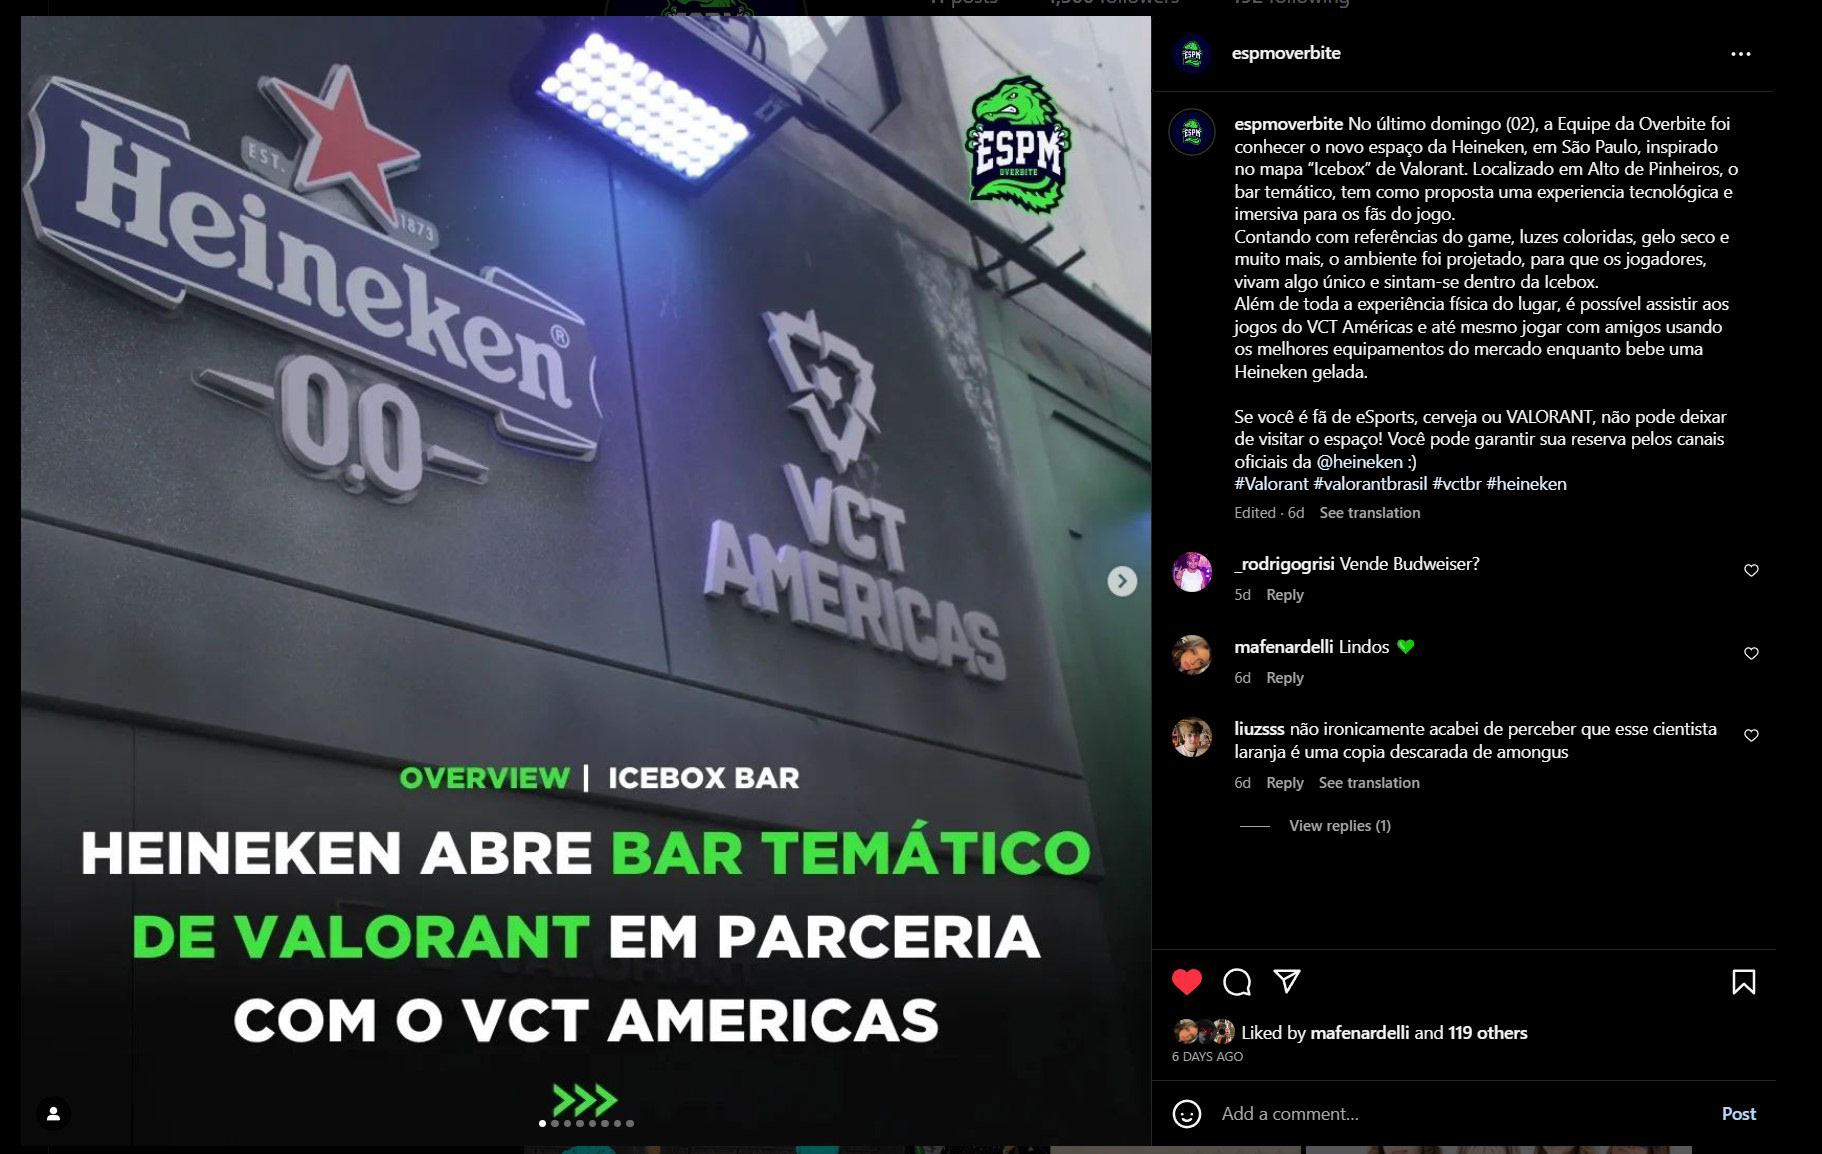 espmoverbite
Heineken®
EST. 1873
0.0
VCT
AMERICAS
ESPM
OVERBITE
OVERVIEW | ICEBOX BAR
HEINEKEN ABRE BAR TEMÁTICO
DE VALORANT EM PARCERIA
COM O VCT AMERICAS
espmoverbite No último domingo (02), a Equipe da Overbite foi
conhecer o novo espaço da Heineken, em São Paulo, inspirado
no mapa “Icebox” de Valorant. Localizado em Alto de Pinheiros, o
bar temático, tem como proposta uma experiencia tecnológica e
imersiva para os fãs do jogo.
Contando com referências do game, luzes coloridas, gelo seco e
muito mais, o ambiente foi projetado, para que os jogadores,
vivam algo único e sintam-se dentro da Icebox.
Além de toda a experiência física do lugar, é possível assistir aos
jogos do VCT Américas e até mesmo jogar com amigos usando
os melhores equipamentos do mercado enquanto bebe uma
Heineken gelada.
Se você é fã de eSports, cerveja ou VALORANT, não pode deixar
de visitar o espaço! Você pode garantir sua reserva pelos canais
oficiais da @heineken :)
#Valorant #valorantbrasil #vctbr #heineken
Edited · 6d See translation
_rodrigogrisi Vende Budweiser?
5d Reply
mafenardelli Lindos 💚
6d Reply
liuzsss não ironicamente acabei de perceber que esse cientista
laranja é uma copia descarada de amongus
6d Reply See translation
View replies (1)
Liked by mafenardelli and 119 others
6 DAYS AGO
Add a comment...
Post